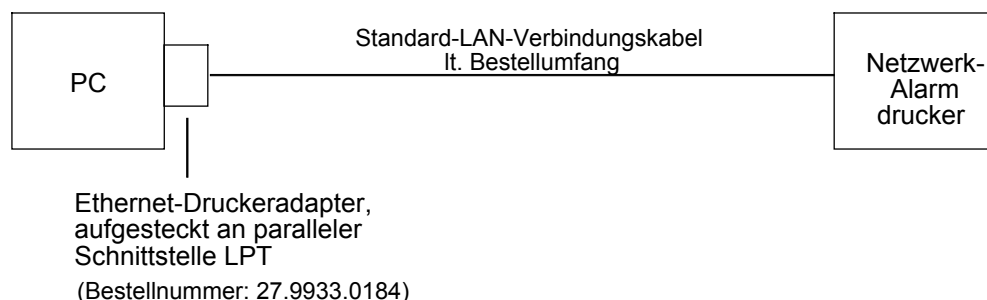 Standard-LAN-Verbindungskabel
lt. Bestellumfang
PC
Netzwerk-
Alarm
drucker
Ethernet-Druckeradapter,
aufgesteckt an paralleler
Schnittstelle LPT
(Bestellnummer: 27.9933.0184)